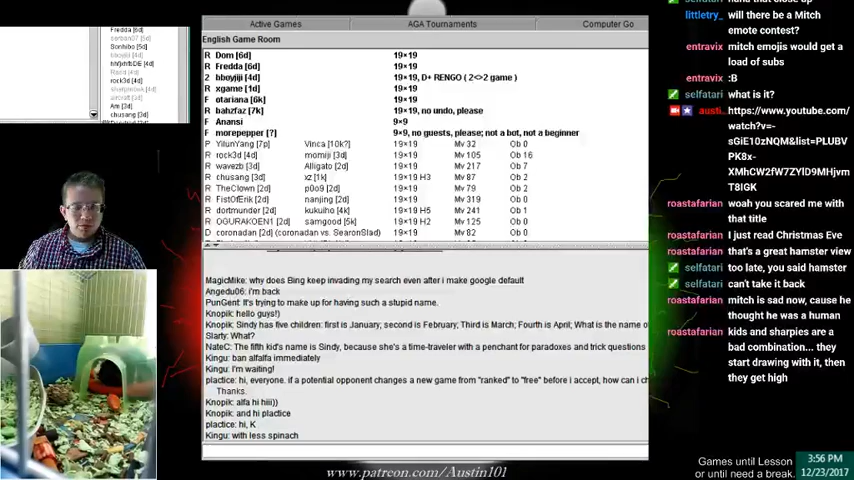 Fredda [6d]
Sonhibo [5d]
rock3d [4d]
Am [3d]
chusang [3d]
Active Games
AGA Tournaments
Computer Go
English Game Room
R Dom [6d] 19×19
R Fredda [6d] 19×19
2 bboyjiji [4d] 19×19, D+ RENGO ( 2<>2 game )
R xgame [1d] 19×19
F otariana [6k] 19×19
R bahzfaz [7k] 19×19, no undo, please
F Anansi 9×9
F morepepper [?] 9×9, no guests, please; not a bot, not a beginner
P YilunYang [7p] Vinca [10k?] 19×19 Mv 32 Ob 0
R rock3d [4d] momiji [3d] 19×19 Mv 105 Ob 16
R wavezb [3d] Alligato [2d] 19×19 Mv 217 Ob 7
R chusang [3d] xz [1k] 19×19 H3 Mv 87 Ob 2
R TheClown [2d] p0o9 [2d] 19×19 Mv 79 Ob 2
R FistOfErik [2d] nanjing [2d] 19×19 Mv 319 Ob 0
R dortmunder [2d] kukuiho [4k] 19×19 H5 Mv 241 Ob 1
R OGURAKOEN1 [2d] samgood [5k] 19×19 H2 Mv 125 Ob 0
D coronadan [2d] (coronadan vs. SearonSlad) 19×19 Mv 82 Ob 0
MagicMike: why does Bing keep invading my search even after i make google default
Angedu06: i'm back
PunGent: It's trying to make up for having such a stupid name.
Knopik: hello guys!)
Knopik: Sindy has five children: first is January; second is February; Third is March; Fourth is April; What is the name o
Slarty: What?
NateC: The fifth kid's name is Sindy, because she's a time-traveler with a penchant for paradoxes and trick questions
Kingu: ban alfalfa immediately
Kingu: I'm waiting!
plactice: hi, everyone. if a potential opponent changes a new game from "ranked" to "free" before i accept, how can i ch
Thanks.
Knopik: alfa hi hiii))
Knopik: and hi plactice
plactice: hi, K
Kingu: with less spinach
www.patreon.com/Austin101
littletry_ will there be a Mitch
emote contest?
entravix mitch emojis would get a
load of subs
entravix :B
selfatari what is it?
austi.. https://www.youtube.com/
watch?v=-
sGiE10zNQM&list=PLUBV
PK8x-
XMhCW2fW7ZYlD9MHjvm
T8IGK
roastafarian woah you scared me with
that title
roastafarian I just read Christmas Eve
roastafarian that's a great hamster view
selfatari too late, you said hamster
selfatari can't take it back
roastafarian mitch is sad now, cause he
thought he was a human
roastafarian kids and sharpies are a
bad combination... they
start drawing with it, then
they get high
Games until Lesson
or until need a break.
3:56 PM
12/23/2017